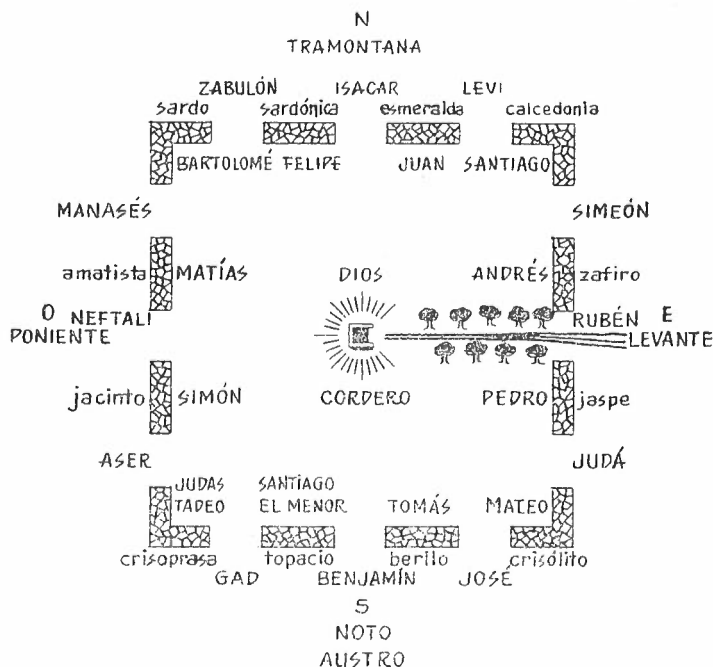 N
TRAMONTANA
ZABULÓN ISACAR LEVI
sardo sardónica esmeralda calcedonia
BARTOLOMÉ FELIPE JUAN SANTIAGO
MANASÉS SIMEÓN
amatista MATÍAS DIOS ANDRÉS zafiro
O NEFTALI RUBÉN E
PONIENTE LEVANTE
jacinto SIMÓN CORDERO PEDRO jaspe
ASER JUDÁ
JUDAS SANTIAGO
TADEO EL MENOR TOMÁS MATEO
crisoprasa topacio berilo crisólito
GAD BENJAMÍN JOSÉ
S
NOTO
AUSTRO